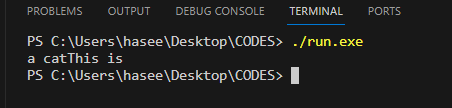 PROBLEMS OUTPUT DEBUG CONSOLE TERMINAL PORTS
PS C:\Users\hasee\Desktop\CODES> ./run.exe
a catThis is
PS C:\Users\hasee\Desktop\CODES>